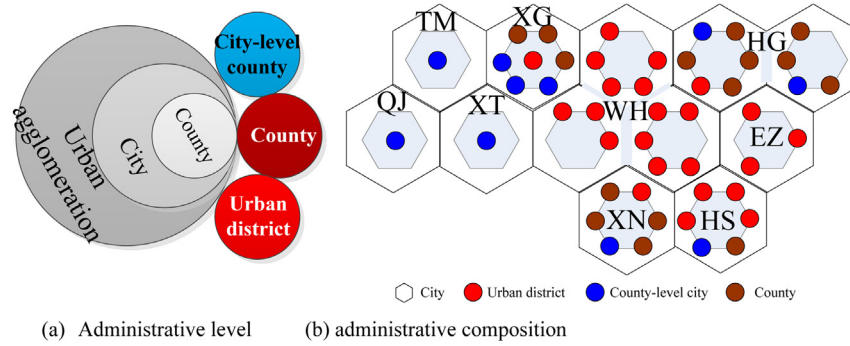 City-level
county
County
Urban
district
Urban
agglomeration
City
County
TM
XG
HG
QJ
XT
WH
EZ
XN
HS
City
Urban district
County-level city
County
(a) Administrative level
(b) administrative composition